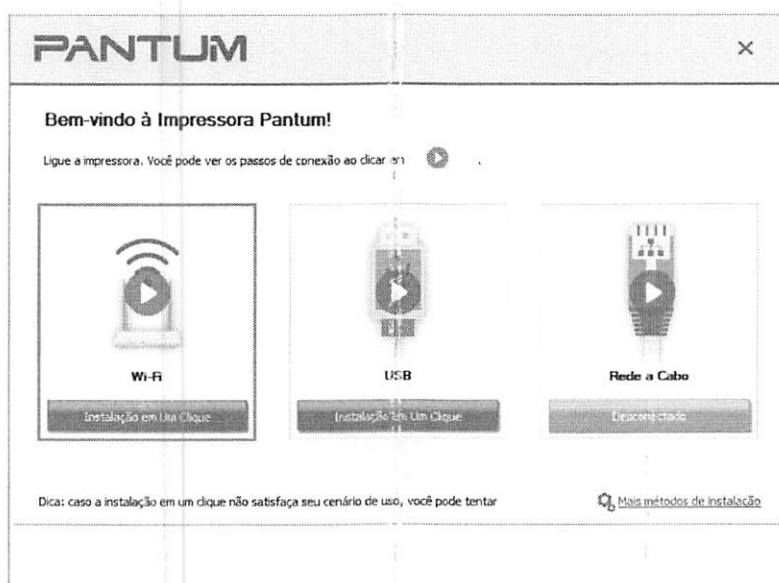 PANTUM
Bem-vindo à Impressora Pantum!
Ligue a impressora. Você pode ver os passos de conexão ao clicar em .
Wi-Fi
USB
Rede a Cabo
Instalação em Um Clique
Instalação em Um Clique
Desconectado
Dica: caso a instalação em um clique não satisfaça seu cenário de uso, você pode tentar
Mais métodos de instalação